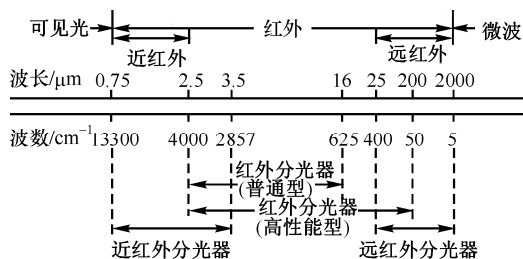 可见光 红外 微波
近红外 远红外
波长/μm 0.75 2.5 3.5 16 25 200 2000
波数/cm⁻¹ 13300 4000 2857 625 400 50 5
红外分光器
(普通型)
红外分光器
(高性能型)
近红外分光器 远红外分光器